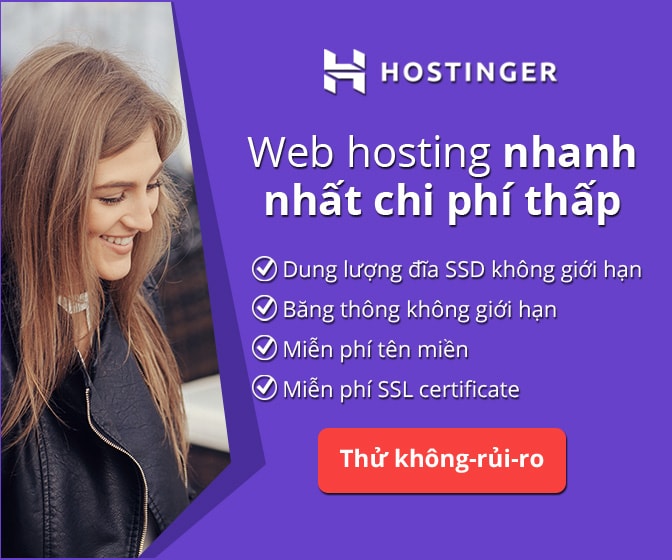 HOSTINGER
Web hosting nhanh
nhất chi phí thấp
Dung lượng đĩa SSD không giới hạn
Băng thông không giới hạn
Miễn phí tên miền
Miễn phí SSL certificate
Thử không-rủi-ro